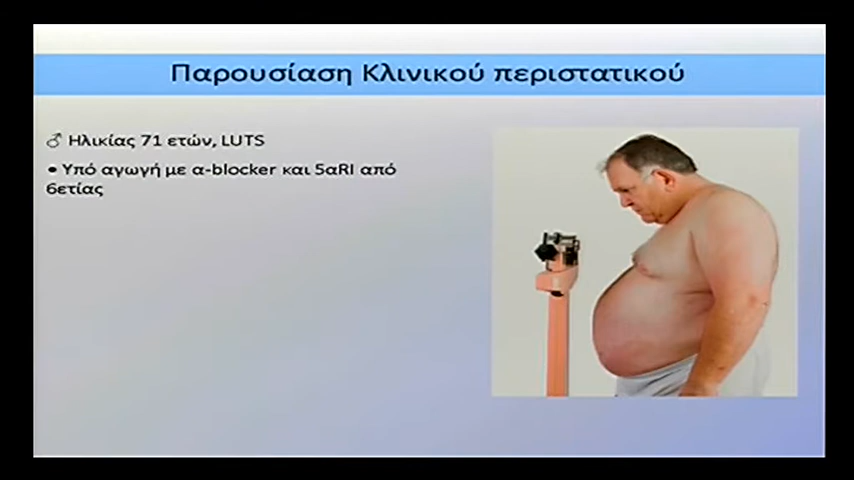 Παρουσίαση Κλινικού περιστατικού
♂ Ηλικίας 71 ετών, LUTS
● Υπό αγωγή με α-blocker και 5αRI από
6ετίας